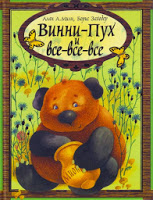 Алан А. Милн, Борис Заходер
Винни-Пух
и
все-все-все